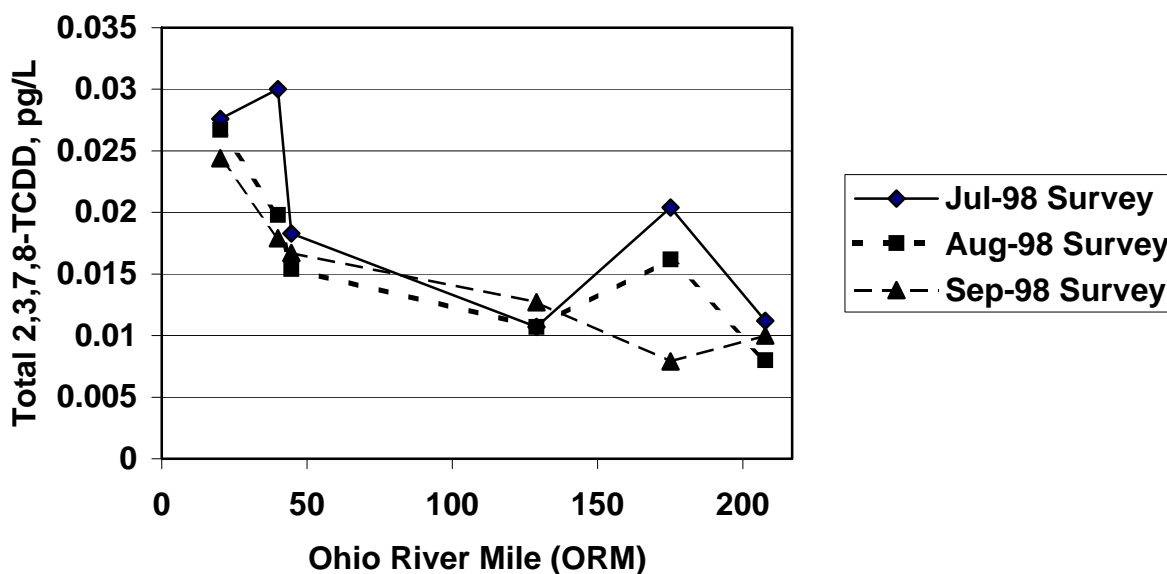 Total 2,3,7,8-TCDD, pg/L
0.035
0.03
0.025
0.02
0.015
0.01
0.005
0
0 50 100 150 200
Ohio River Mile (ORM)
Jul-98 Survey
Aug-98 Survey
Sep-98 Survey